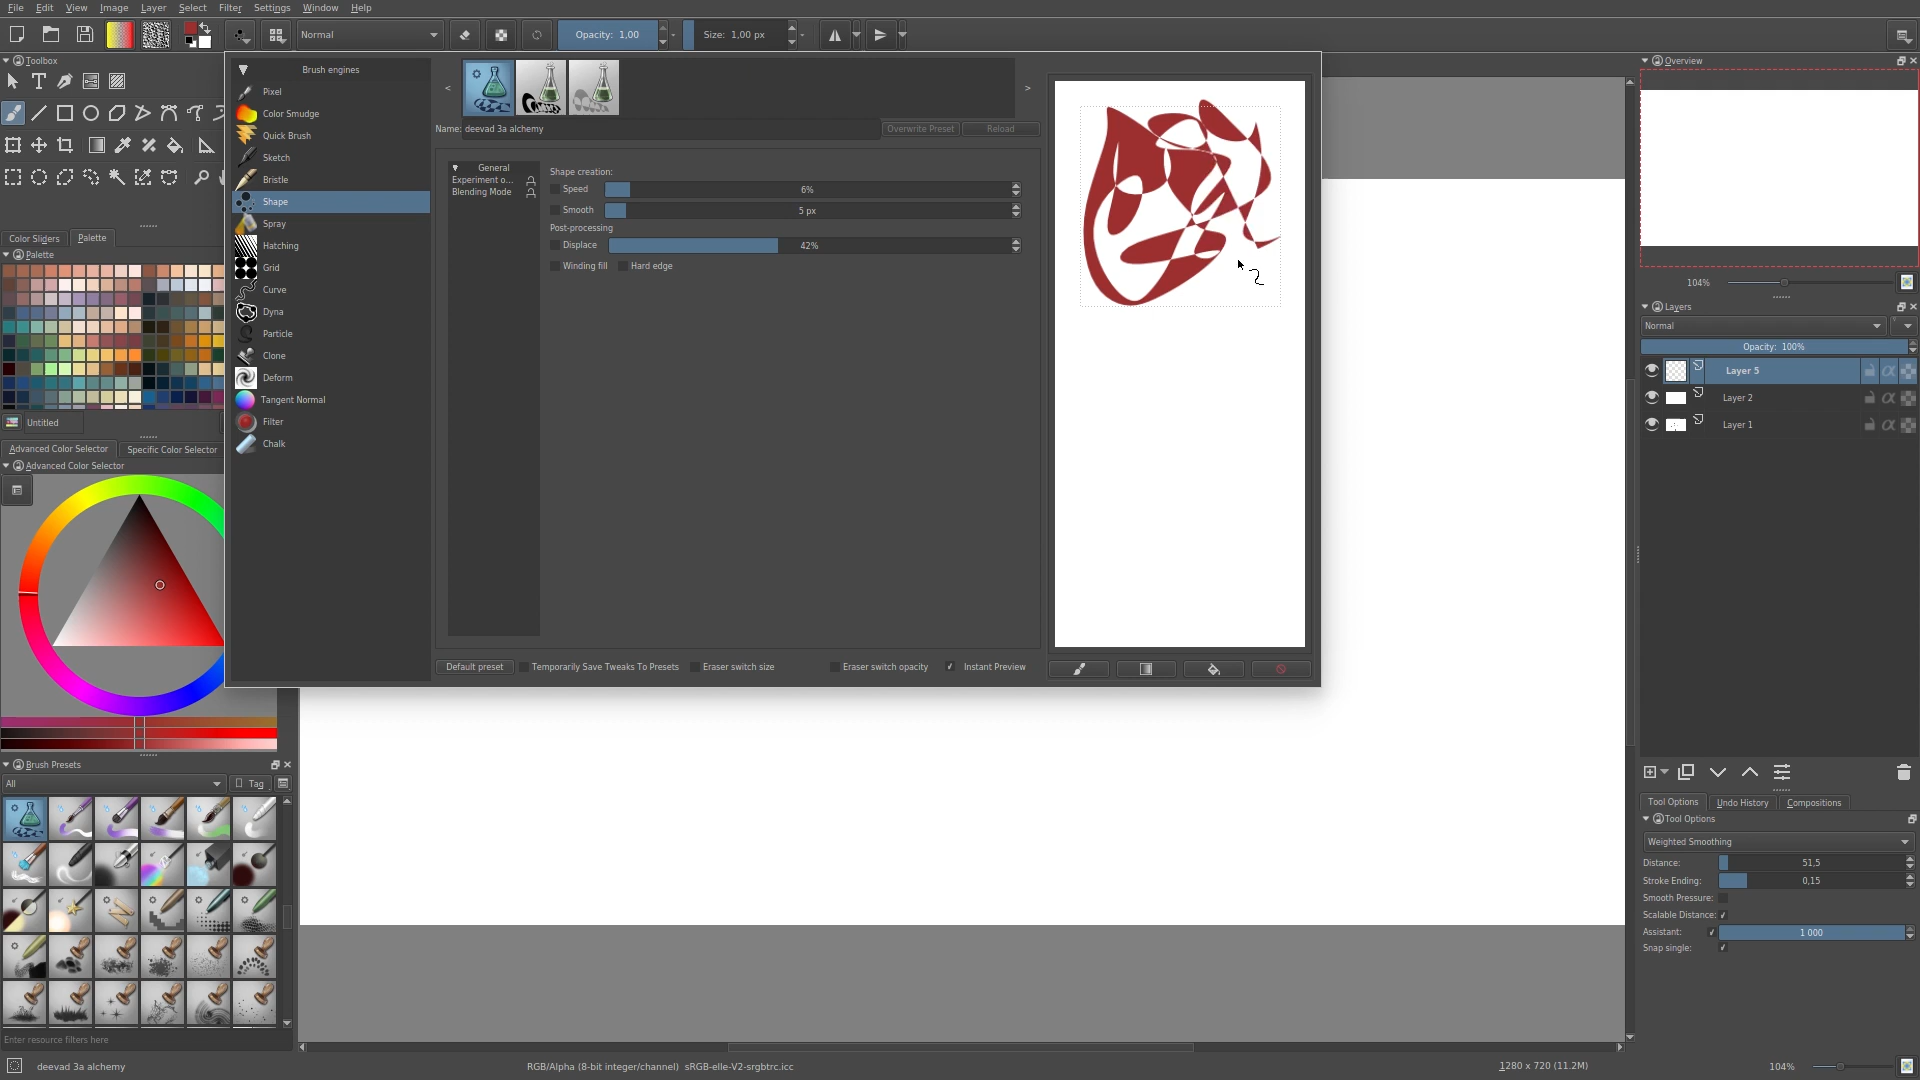 File Edit View Image Layer Select Filter Settings Window Help
Normal
Opacity: 1,00
Size: 1,00 px
Toolbox
Color Sliders
Palette
Palette
Untitled
Advanced Color Selector
Specific Color Selector
Advanced Color Selector
Brush Presets
All
Tag
Enter resource filters here
deevad 3a alchemy
Brush engines
Pixel
Color Smudge
Quick Brush
Sketch
Bristle
Shape
Spray
Hatching
Grid
Curve
Dyna
Particle
Clone
Deform
Tangent Normal
Filter
Chalk
<
>
Name: deevad 3a alchemy
Overwrite Preset
Reload
General
Experiment o...
Blending Mode
Shape creation:
Speed
6%
Smooth
5 px
Post-processing
Displace
42%
Winding fill
Hard edge
Default preset
Temporarily Save Tweaks To Presets
Eraser switch size
Eraser switch opacity
Instant Preview
RGB/Alpha (8-bit integer/channel) sRGB-elle-V2-srgbtrc.icc
1280 x 720 (11.2M)
104%
Overview
104%
Layers
Normal
Opacity: 100%
Layer 5
Layer 2
Layer 1
Tool Options
Undo History
Compositions
Tool Options
Weighted Smoothing
Distance:
51,5
Stroke Ending:
0,15
Smooth Pressure:
Scalable Distance:
Assistant:
1 000
Snap single: